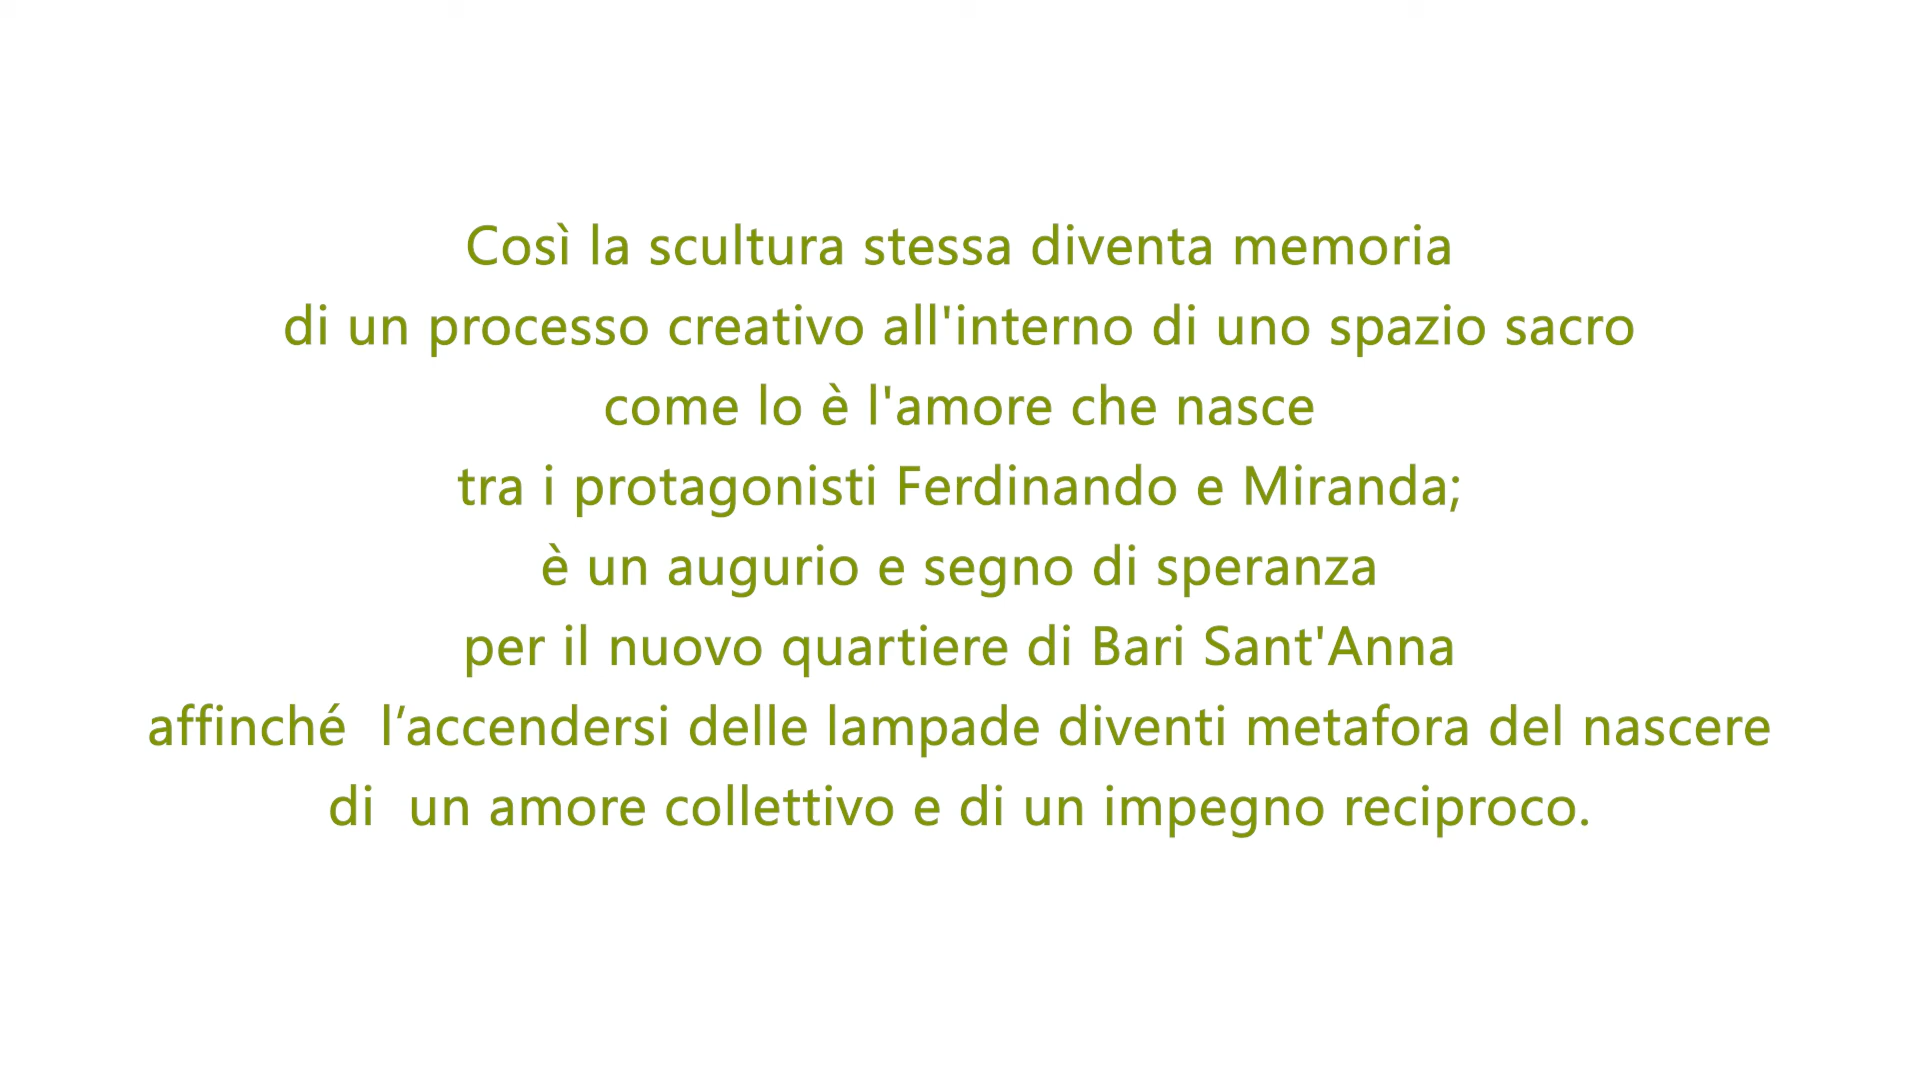 Così la scultura stessa diventa memoria
di un processo creativo all'interno di uno spazio sacro
come lo è l'amore che nasce
tra i protagonisti Ferdinando e Miranda;
è un augurio e segno di speranza
per il nuovo quartiere di Bari Sant'Anna
affinché  l’accendersi delle lampade diventi metafora del nascere
di  un amore collettivo e di un impegno reciproco.